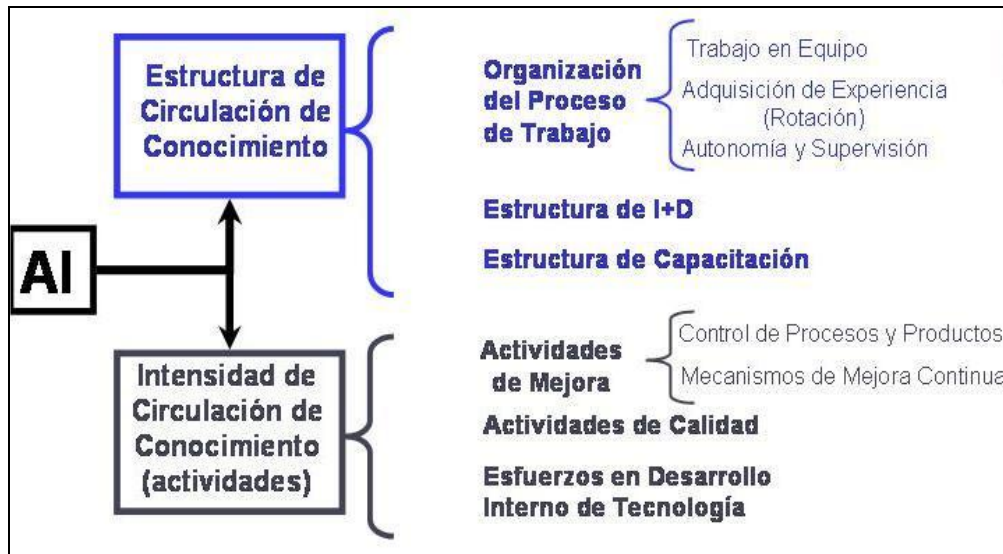 AI
Estructura de
Circulación de
Conocimiento
Organización
del Proceso
de Trabajo
Trabajo en Equipo
Adquisición de Experiencia
(Rotación)
Autonomía y Supervisión
Estructura de I+D
Estructura de Capacitación
Intensidad de
Circulación de
Conocimiento
(actividades)
Actividades
de Mejora
Control de Procesos y Productos
Mecanismos de Mejora Continua
Actividades de Calidad
Esfuerzos en Desarrollo
Interno de Tecnología